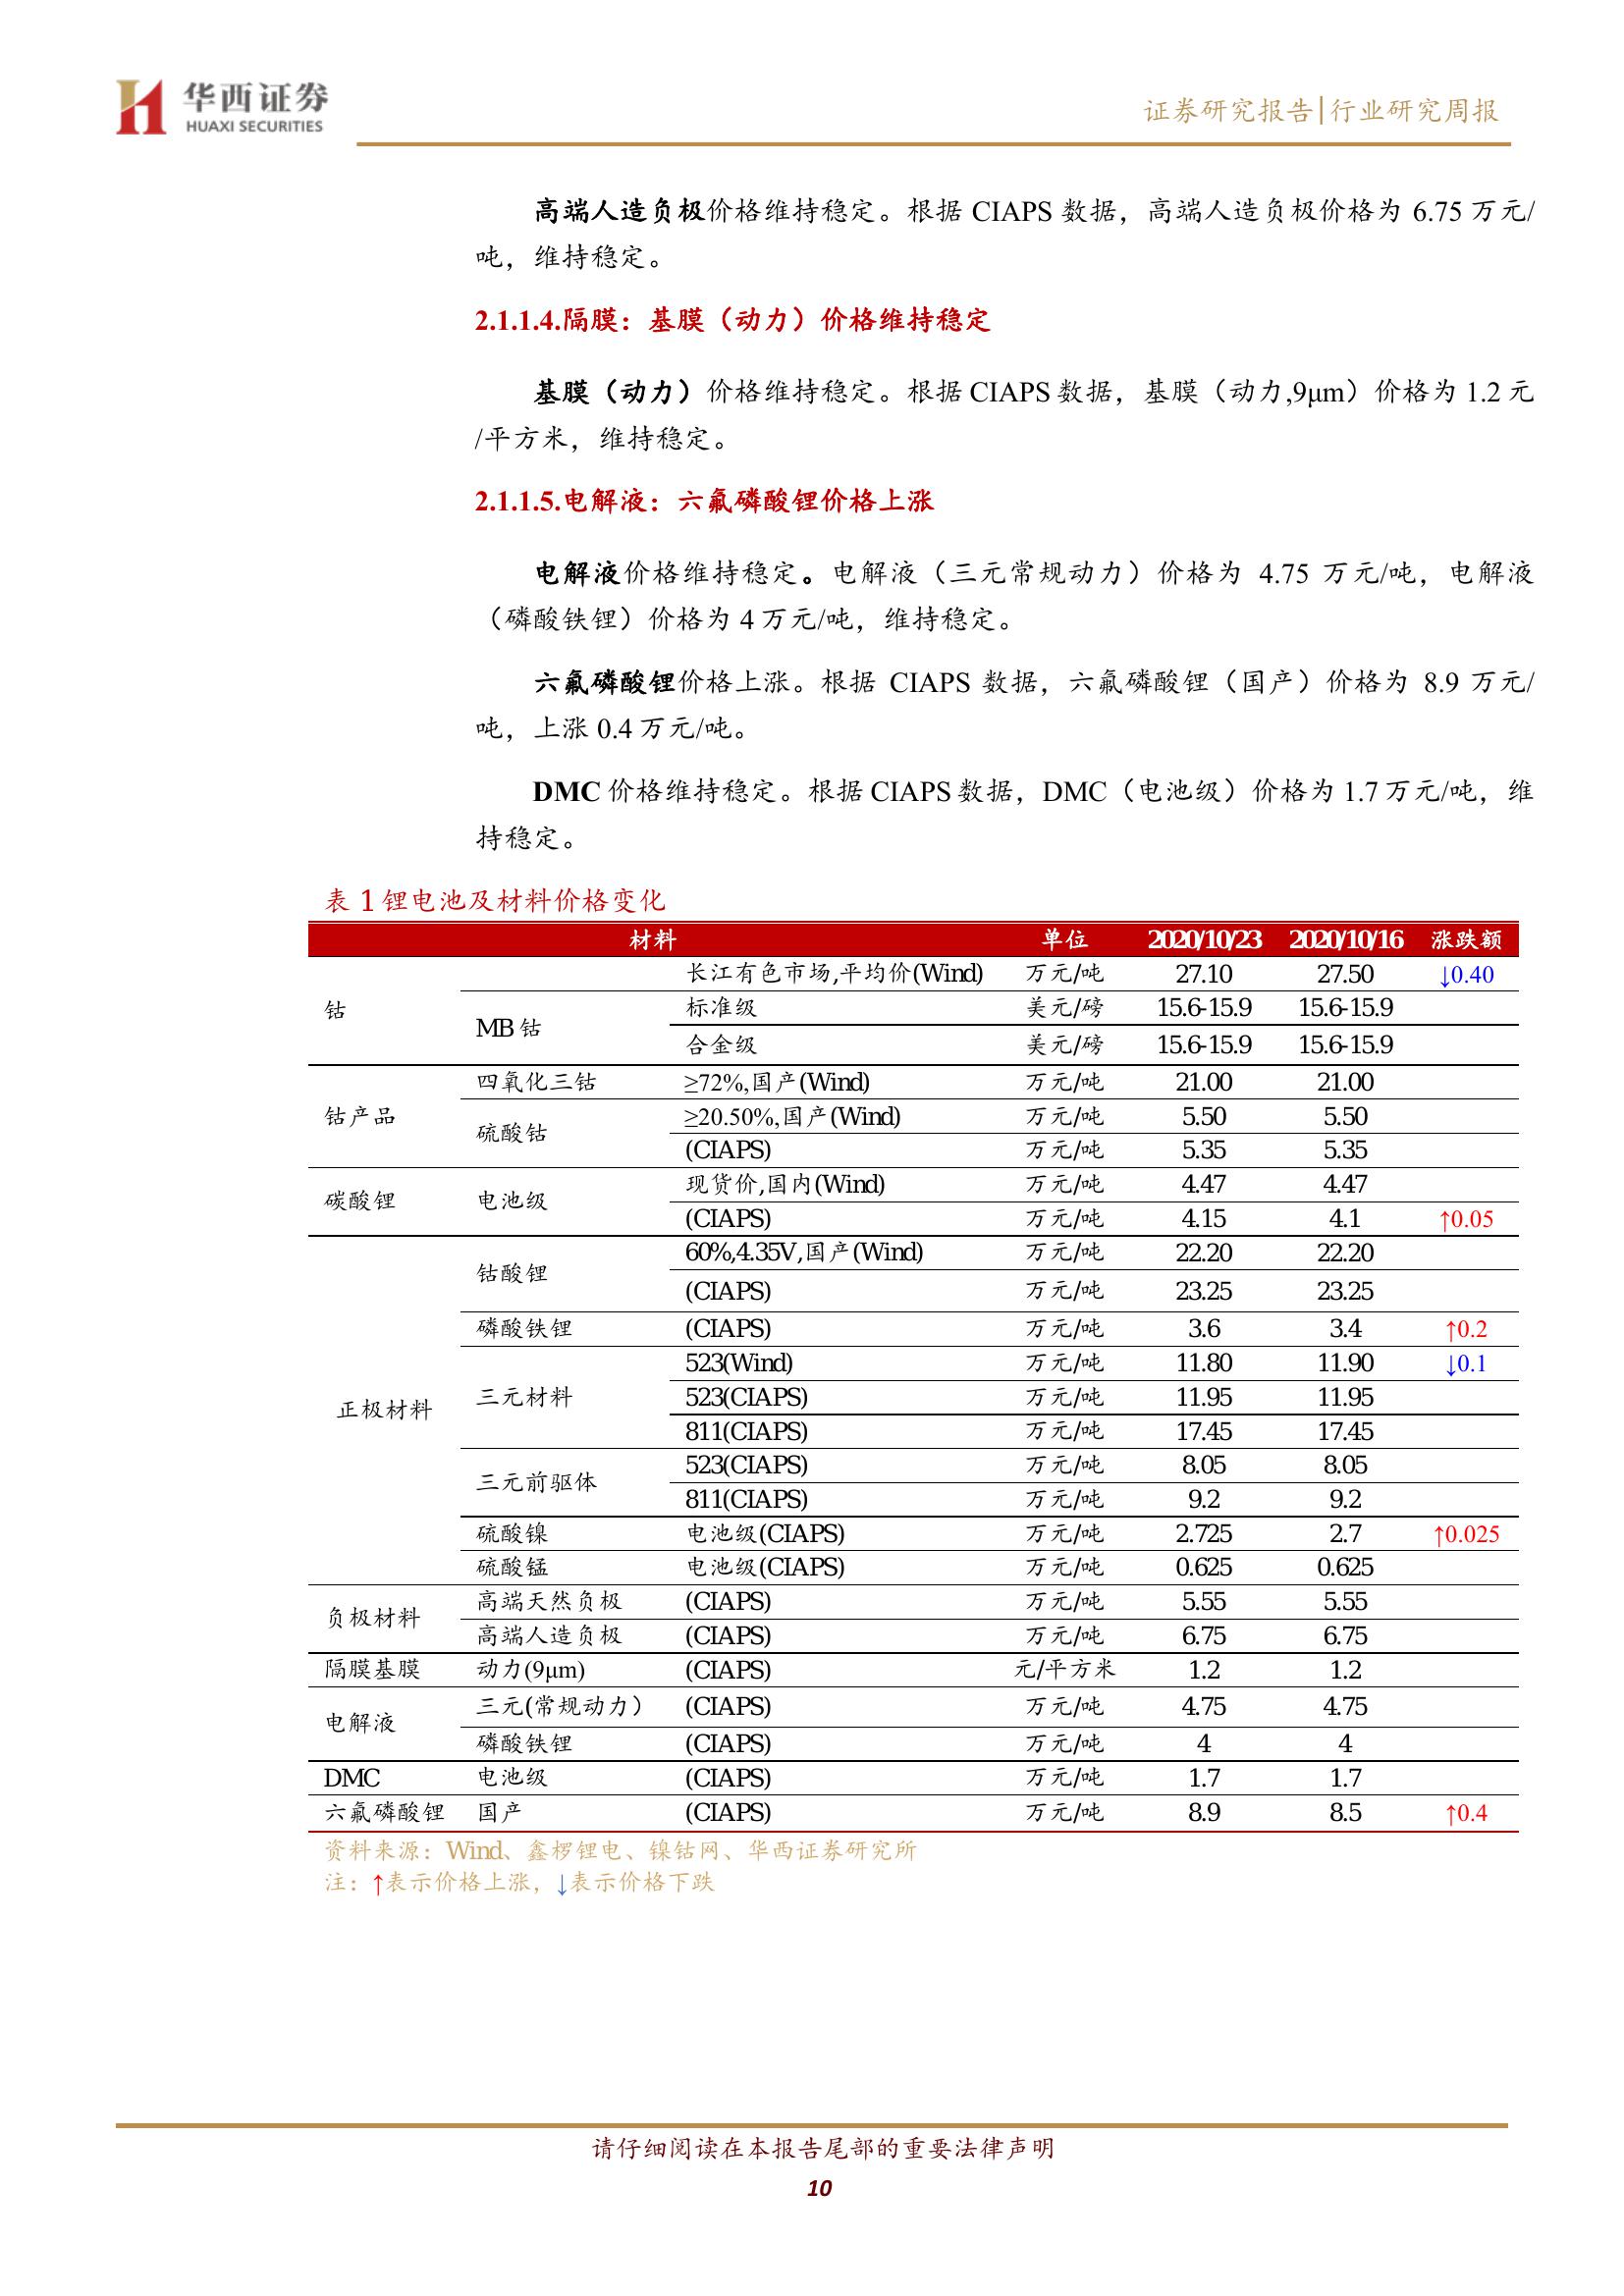 华西证券
HUAXI SECURITIES
证券研究报告|行业研究周报
高端人造负极价格维持稳定。根据 CIAPS 数据，高端人造负极价格为 6.75 万元/
吨，维持稳定。
2.1.1.4.隔膜：基膜（动力）价格维持稳定
基膜（动力）价格维持稳定。根据 CIAPS 数据，基膜（动力,9μm）价格为 1.2 元
/平方米，维持稳定。
2.1.1.5.电解液：六氟磷酸锂价格上涨
电解液价格维持稳定。电解液（三元常规动力）价格为 4.75 万元/吨，电解液
（磷酸铁锂）价格为 4 万元/吨，维持稳定。
六氟磷酸锂价格上涨。根据 CIAPS 数据，六氟磷酸锂（国产）价格为 8.9 万元/
吨，上涨 0.4 万元/吨。
DMC 价格维持稳定。根据 CIAPS 数据，DMC（电池级）价格为 1.7 万元/吨，维
持稳定。
表 1 锂电池及材料价格变化
材料 单位 2020/10/23 2020/10/16 涨跌额
钴 长江有色市场,平均价(Wind) 万元/吨 27.10 27.50 ↓0.40
MB 钴 标准级 美元/磅 15.6-15.9 15.6-15.9
合金级 美元/磅 15.6-15.9 15.6-15.9
钴产品 四氧化三钴 ≥72%,国产(Wind) 万元/吨 21.00 21.00
硫酸钴 ≥20.50%,国产(Wind) 万元/吨 5.50 5.50
(CIAPS) 万元/吨 5.35 5.35
碳酸锂 电池级 现货价,国内(Wind) 万元/吨 4.47 4.47
(CIAPS) 万元/吨 4.15 4.1 ↑0.05
正极材料 钴酸锂 60%,4.35V,国产(Wind) 万元/吨 22.20 22.20
(CIAPS) 万元/吨 23.25 23.25
磷酸铁锂 (CIAPS) 万元/吨 3.6 3.4 ↑0.2
三元材料 523(Wind) 万元/吨 11.80 11.90 ↓0.1
523(CIAPS) 万元/吨 11.95 11.95
811(CIAPS) 万元/吨 17.45 17.45
三元前驱体 523(CIAPS) 万元/吨 8.05 8.05
811(CIAPS) 万元/吨 9.2 9.2
硫酸镍 电池级(CIAPS) 万元/吨 2.725 2.7 ↑0.025
硫酸锰 电池级(CIAPS) 万元/吨 0.625 0.625
负极材料 高端天然负极 (CIAPS) 万元/吨 5.55 5.55
高端人造负极 (CIAPS) 万元/吨 6.75 6.75
隔膜基膜 动力(9μm) (CIAPS) 元/平方米 1.2 1.2
电解液 三元(常规动力） (CIAPS) 万元/吨 4.75 4.75
磷酸铁锂 (CIAPS) 万元/吨 4 4
DMC 电池级 (CIAPS) 万元/吨 1.7 1.7
六氟磷酸锂 国产 (CIAPS) 万元/吨 8.9 8.5 ↑0.4
资料来源：Wind、鑫椤锂电、镍钴网、华西证券研究所
注：↑表示价格上涨，↓表示价格下跌
请仔细阅读在本报告尾部的重要法律声明
10